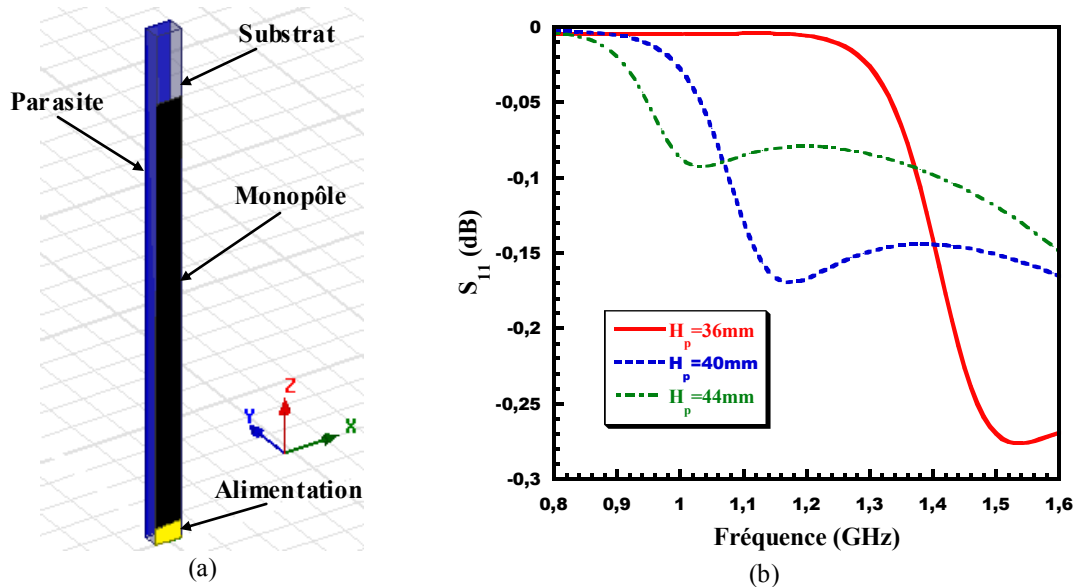 Substrat
Parasite
Monopôle
Z
Y
X
Alimentation
(a)
0
-0,05
-0,1
-0,15
-0,2
-0,25
-0,3
S11 (dB)
Hp=36mm
Hp=40mm
Hp=44mm
0,8 0,9 1 1,1 1,2 1,3 1,4 1,5 1,6
Fréquence (GHz)
(b)